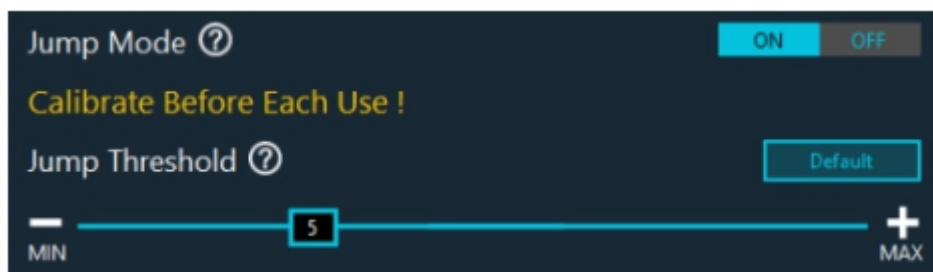 Jump Mode ?
ON OFF
Calibrate Before Each Use !
Jump Threshold ?
Default
5
MIN MAX